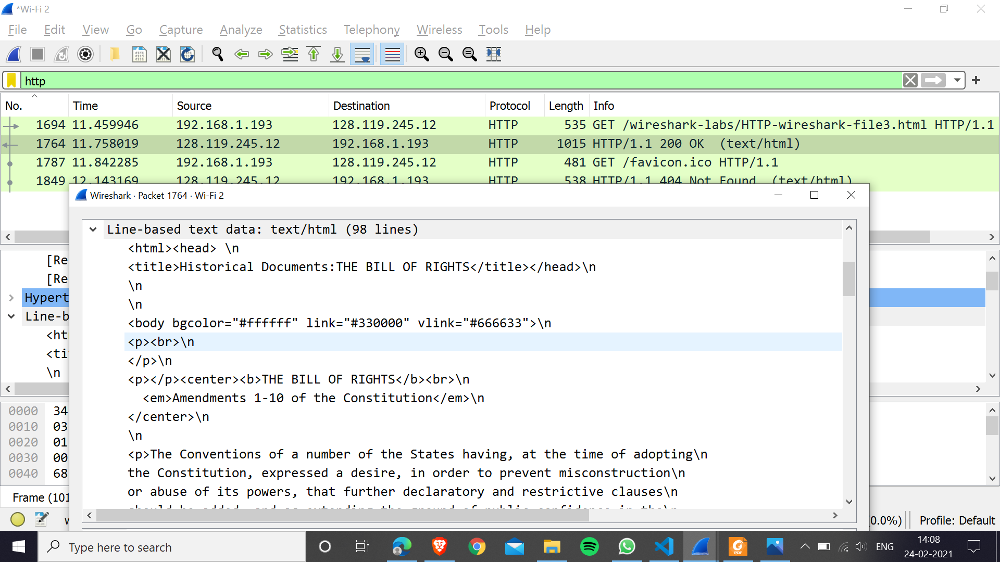 *Wi-Fi 2
File Edit View Go Capture Analyze Statistics Telephony Wireless Tools Help
http
No. Time Source Destination Protocol Length Info
1694 11.459946 192.168.1.193 128.119.245.12 HTTP 535 GET /wireshark-labs/HTTP-wireshark-file3.html HTTP/1.1
1764 11.758019 128.119.245.12 192.168.1.193 HTTP 1015 HTTP/1.1 200 OK (text/html)
1787 11.842285 192.168.1.193 128.119.245.12 HTTP 481 GET /favicon.ico HTTP/1.1
1849 12.143169 128.119.245.12 192.168.1.193 HTTP 538 HTTP/1.1 404 Not Found (text/html)
Wireshark · Packet 1764 · Wi-Fi 2
Line-based text data: text/html (98 lines)
<html><head> \n
<title>Historical Documents:THE BILL OF RIGHTS</title></head>\n
\n
\n
<body bgcolor="#ffffff" link="#330000" vlink="#666633">\n
<p><br>\n
</p>\n
<p></p><center><b>THE BILL OF RIGHTS</b><br>\n
<em>Amendments 1-10 of the Constitution</em>\n
</center>\n
\n
<p>The Conventions of a number of the States having, at the time of adopting\n
the Constitution, expressed a desire, in order to prevent misconstruction\n
or abuse of its powers, that further declaratory and restrictive clauses\n
[Re
[Re
Hypert
Line-b
<ht
<ti
\n
0000 34
0010 03
0020 01
0030 00
0040 68
Frame (101
(0.0%) Profile: Default
Type here to search
PDF
ENG
14:08
24-02-2021